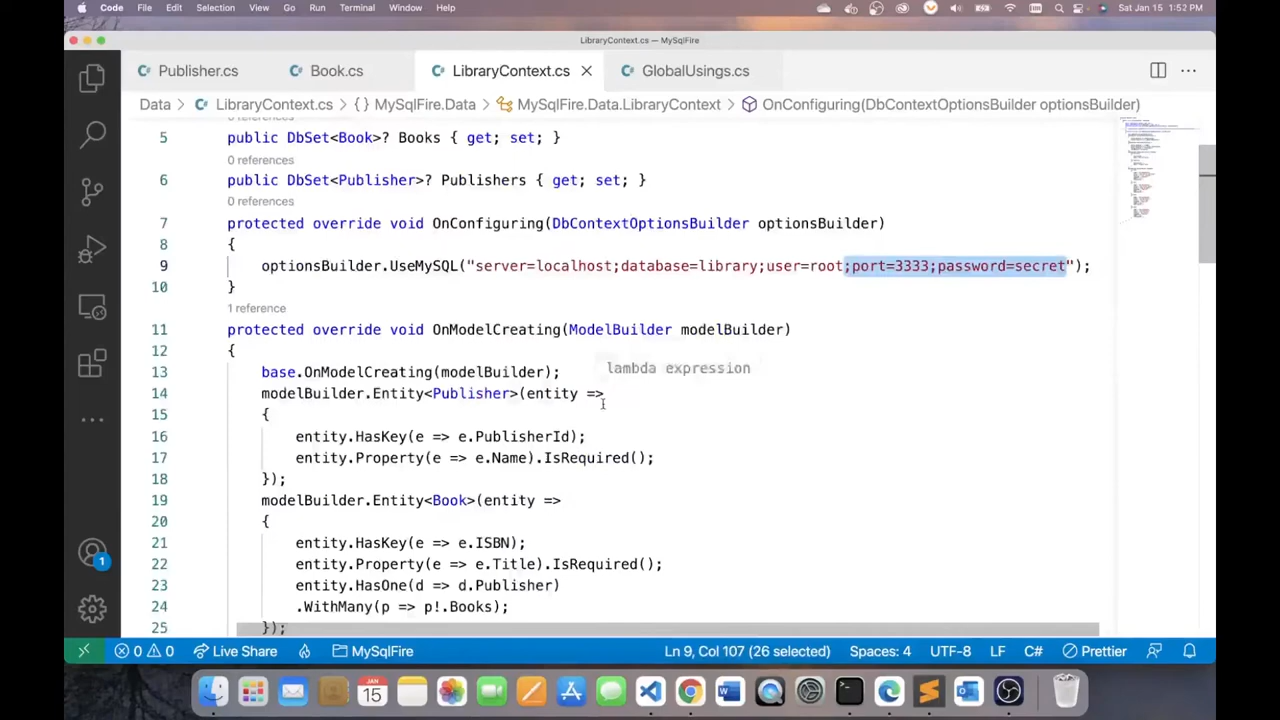 Code File Edit Selection View Go Run Terminal Window Help Sat Jan 15 1:52 PM
LibraryContext.cs — MySqlFire
Publisher.cs Book.cs LibraryContext.cs GlobalUsings.cs
Data > LibraryContext.cs > {} MySqlFire.Data > MySqlFire.Data.LibraryContext > OnConfiguring(DbContextOptionsBuilder optionsBuilder)
5 public DbSet<Book>? Books { get; set; }
0 references
6 public DbSet<Publisher>? Publishers { get; set; }
0 references
7 protected override void OnConfiguring(DbContextOptionsBuilder optionsBuilder)
8 {
9 optionsBuilder.UseMySQL("server=localhost;database=library;user=root;port=3333;password=secret");
10 }
1 reference
11 protected override void OnModelCreating(ModelBuilder modelBuilder)
12 {
lambda expression
13 base.OnModelCreating(modelBuilder);
14 modelBuilder.Entity<Publisher>(entity =>
15 {
16 entity.HasKey(e => e.PublisherId);
17 entity.Property(e => e.Name).IsRequired();
18 });
19 modelBuilder.Entity<Book>(entity =>
20 {
21 entity.HasKey(e => e.ISBN);
22 entity.Property(e => e.Title).IsRequired();
23 entity.HasOne(d => d.Publisher)
24 .WithMany(p => p!.Books);
25 });
1
0 0 Live Share MySqlFire Ln 9, Col 107 (26 selected) Spaces: 4 UTF-8 LF C# Prettier
JAN
15